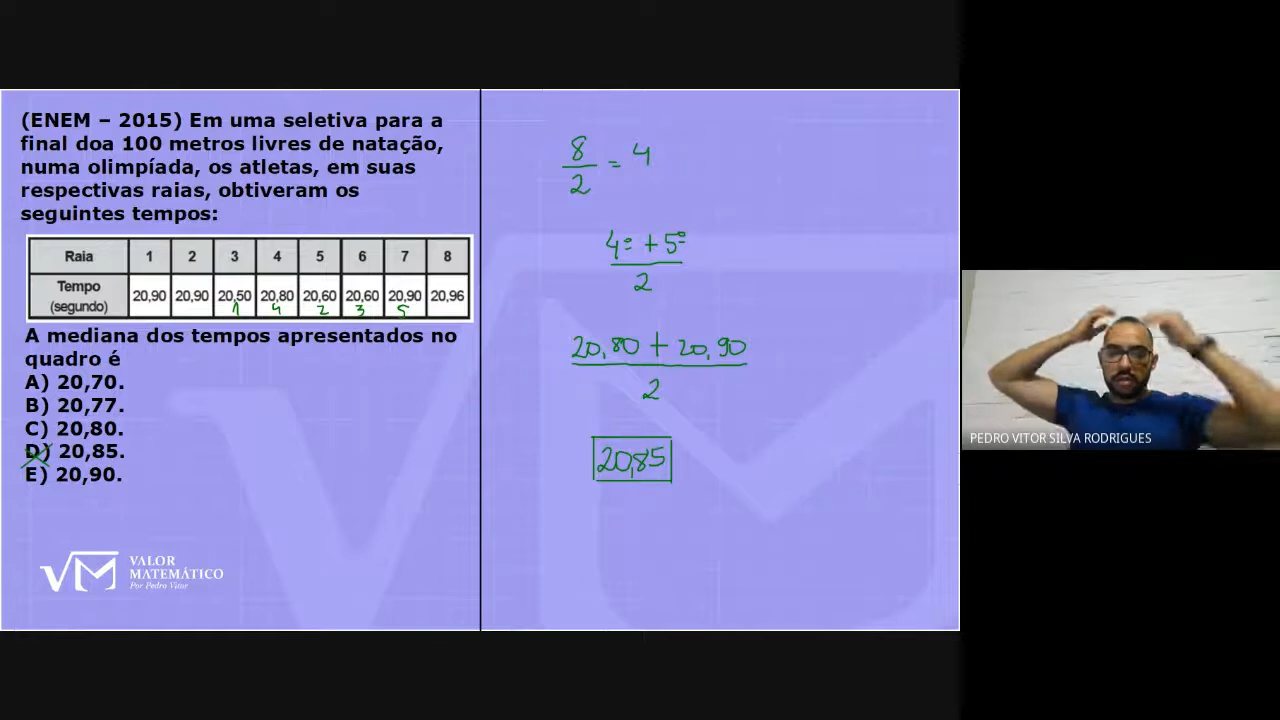 (ENEM – 2015) Em uma seletiva para a
final doa 100 metros livres de natação,
numa olimpíada, os atletas, em suas
respectivas raias, obtiveram os
seguintes tempos:
Raia 1 2 3 4 5 6 7 8
Tempo
(segundo) 20,90 20,90 20,50 20,80 20,60 20,60 20,90 20,96
1 4 2 3 5
A mediana dos tempos apresentados no
quadro é
A) 20,70.
B) 20,77.
C) 20,80.
D) 20,85.
E) 20,90.
VALOR
MATEMÁTICO
Por Pedro Vitor
8
2
= 4
4º + 5º
2
20,80 + 20,90
2
20,85
PEDRO VITOR SILVA RODRIGUES